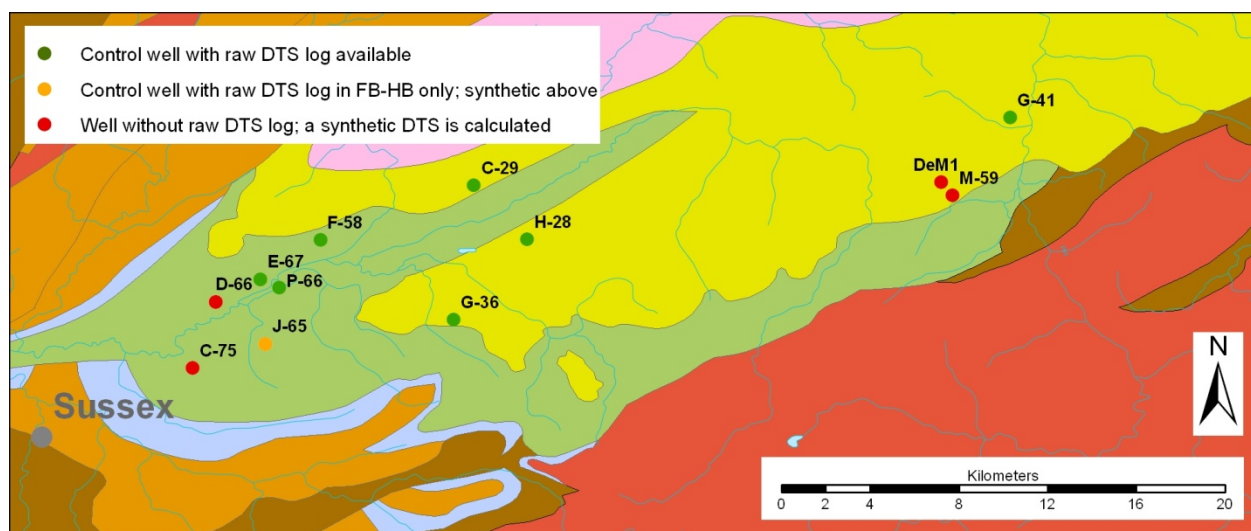 Control well with raw DTS log available
Control well with raw DTS log in FB-HB only; synthetic above
Well without raw DTS log; a synthetic DTS is calculated
G-41
C-29
DeM1
M-59
F-58
H-28
E-67
D-66
P-66
G-36
J-65
C-75
Sussex
N
Kilometers
0 2 4 8 12 16 20